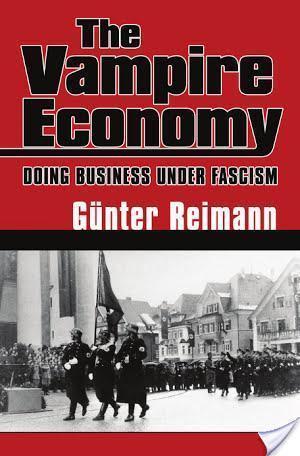 The
Vampire
Economy
DOING BUSINESS UNDER FASCISM
Günter Reimann